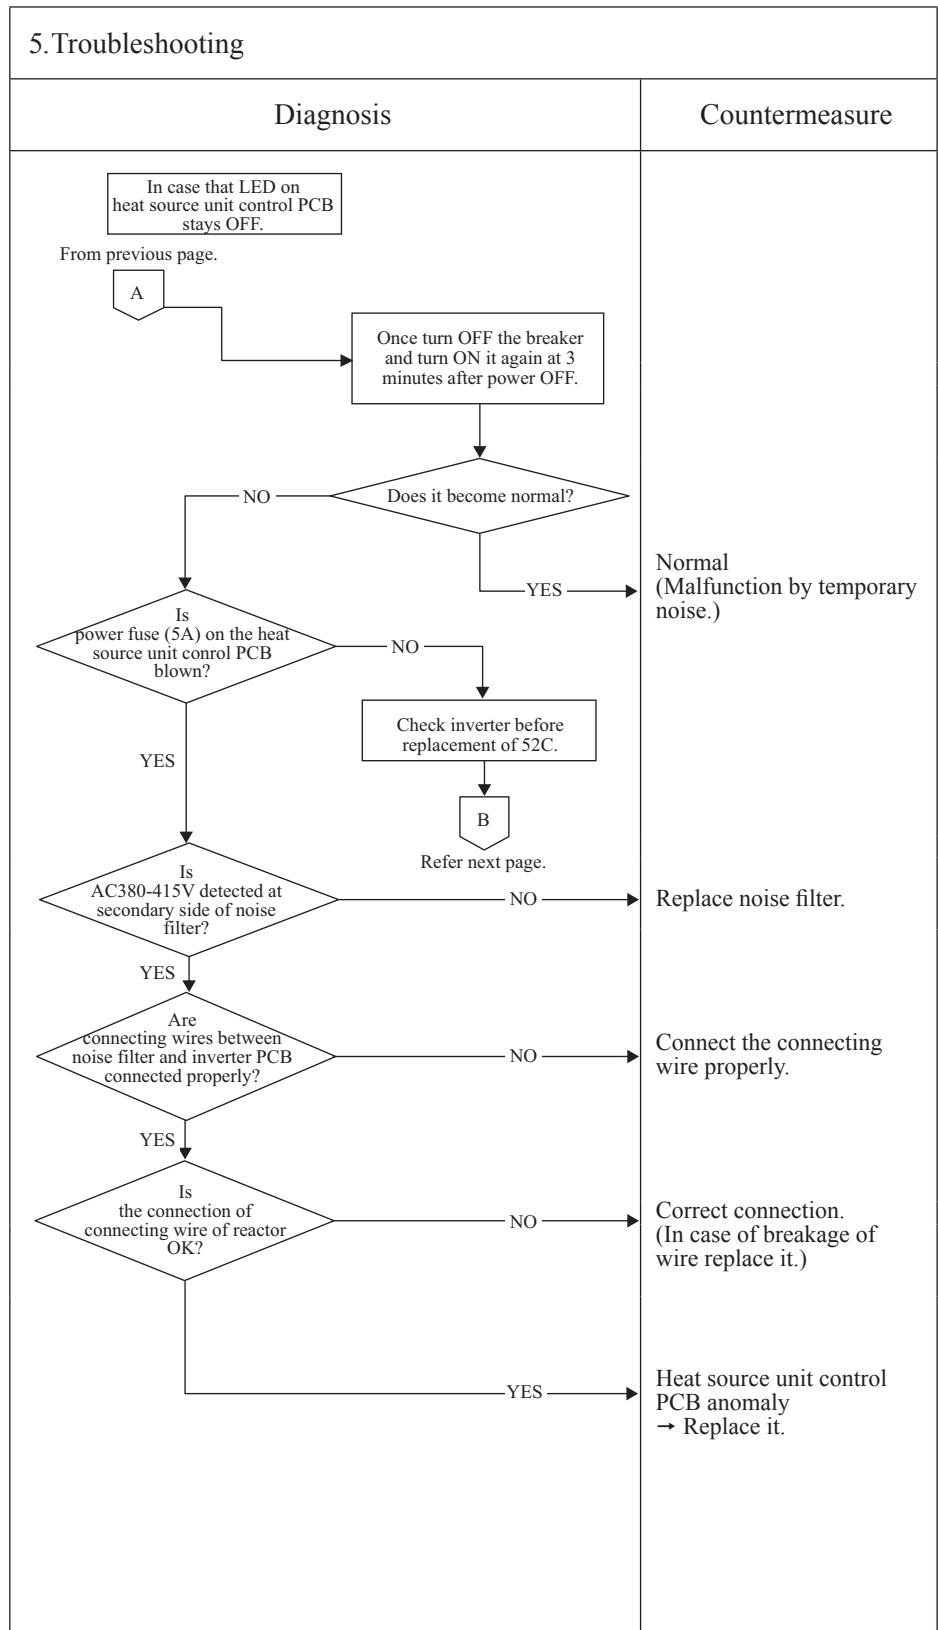 5.Troubleshooting
Diagnosis
Countermeasure
In case that LED on
heat source unit control PCB
stays OFF.
From previous page.
A
Once turn OFF the breaker
and turn ON it again at 3
minutes after power OFF.
Does it become normal?
NO
YES
Normal
(Malfunction by temporary
noise.)
Is
power fuse (5A) on the heat
source unit conrol PCB
blown?
NO
Check inverter before
replacement of 52C.
YES
B
Refer next page.
Is
AC380-415V detected at
secondary side of noise
filter?
NO
Replace noise filter.
YES
Are
connecting wires between
noise filter and inverter PCB
connected properly?
NO
Connect the connecting
wire properly.
YES
Is
the connection of
connecting wire of reactor
OK?
NO
Correct connection.
(In case of breakage of
wire replace it.)
YES
Heat source unit control
PCB anomaly
→ Replace it.